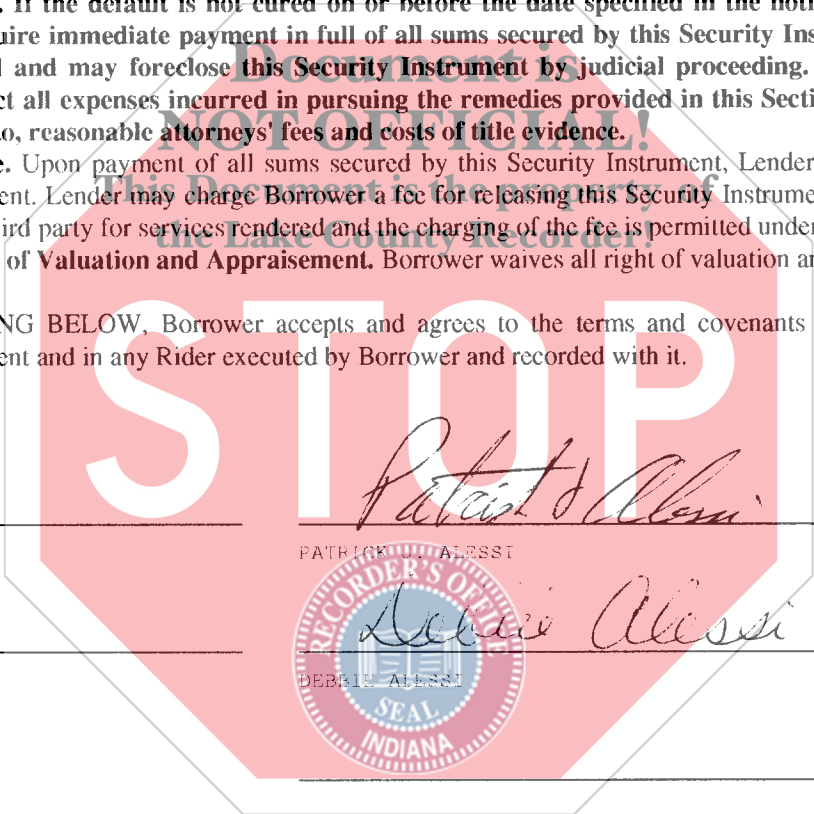 . If the default is not cured on or before the date specified in the noti
uire immediate payment in full of all sums secured by this Security Ins
l and may foreclose this Security Instrument by judicial proceeding.
ct all expenses incurred in pursuing the remedies provided in this Secti
o, reasonable attorneys' fees and costs of title evidence.
e. Upon payment of all sums secured by this Security Instrument, Lender
ent. Lender may charge Borrower a fee for releasing this Security Instrume
ird party for services rendered and the charging of the fee is permitted under
of Valuation and Appraisement. Borrower waives all right of valuation a
NG BELOW, Borrower accepts and agrees to the terms and covenants
ent and in any Rider executed by Borrower and recorded with it.
Document is
NOT OFFICIAL!
This Document is the property of
the Lake County Recorder!
STOP
Patrick J Alessi
PATRICK J. ALESSI
Debbie Alessi
DEBBIE ALESSI
RECORDER'S OFFICE
SEAL
INDIANA